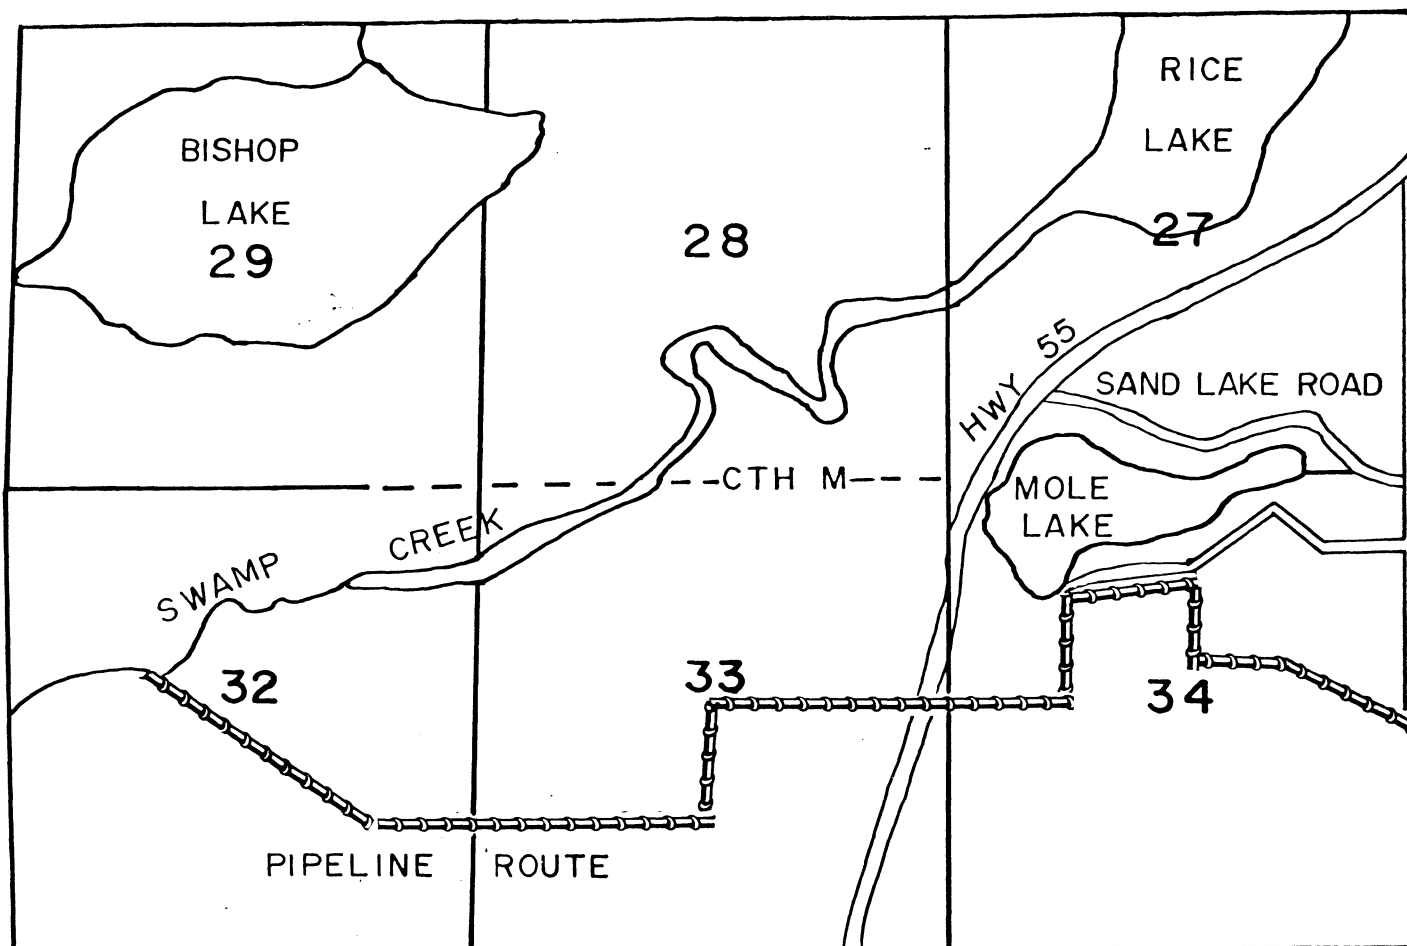 RICE
LAKE
BISHOP
LAKE
29
28
27
HWY 55
SAND LAKE ROAD
CTH M
MOLE
LAKE
SWAMP CREEK
32
33
34
PIPELINE ROUTE